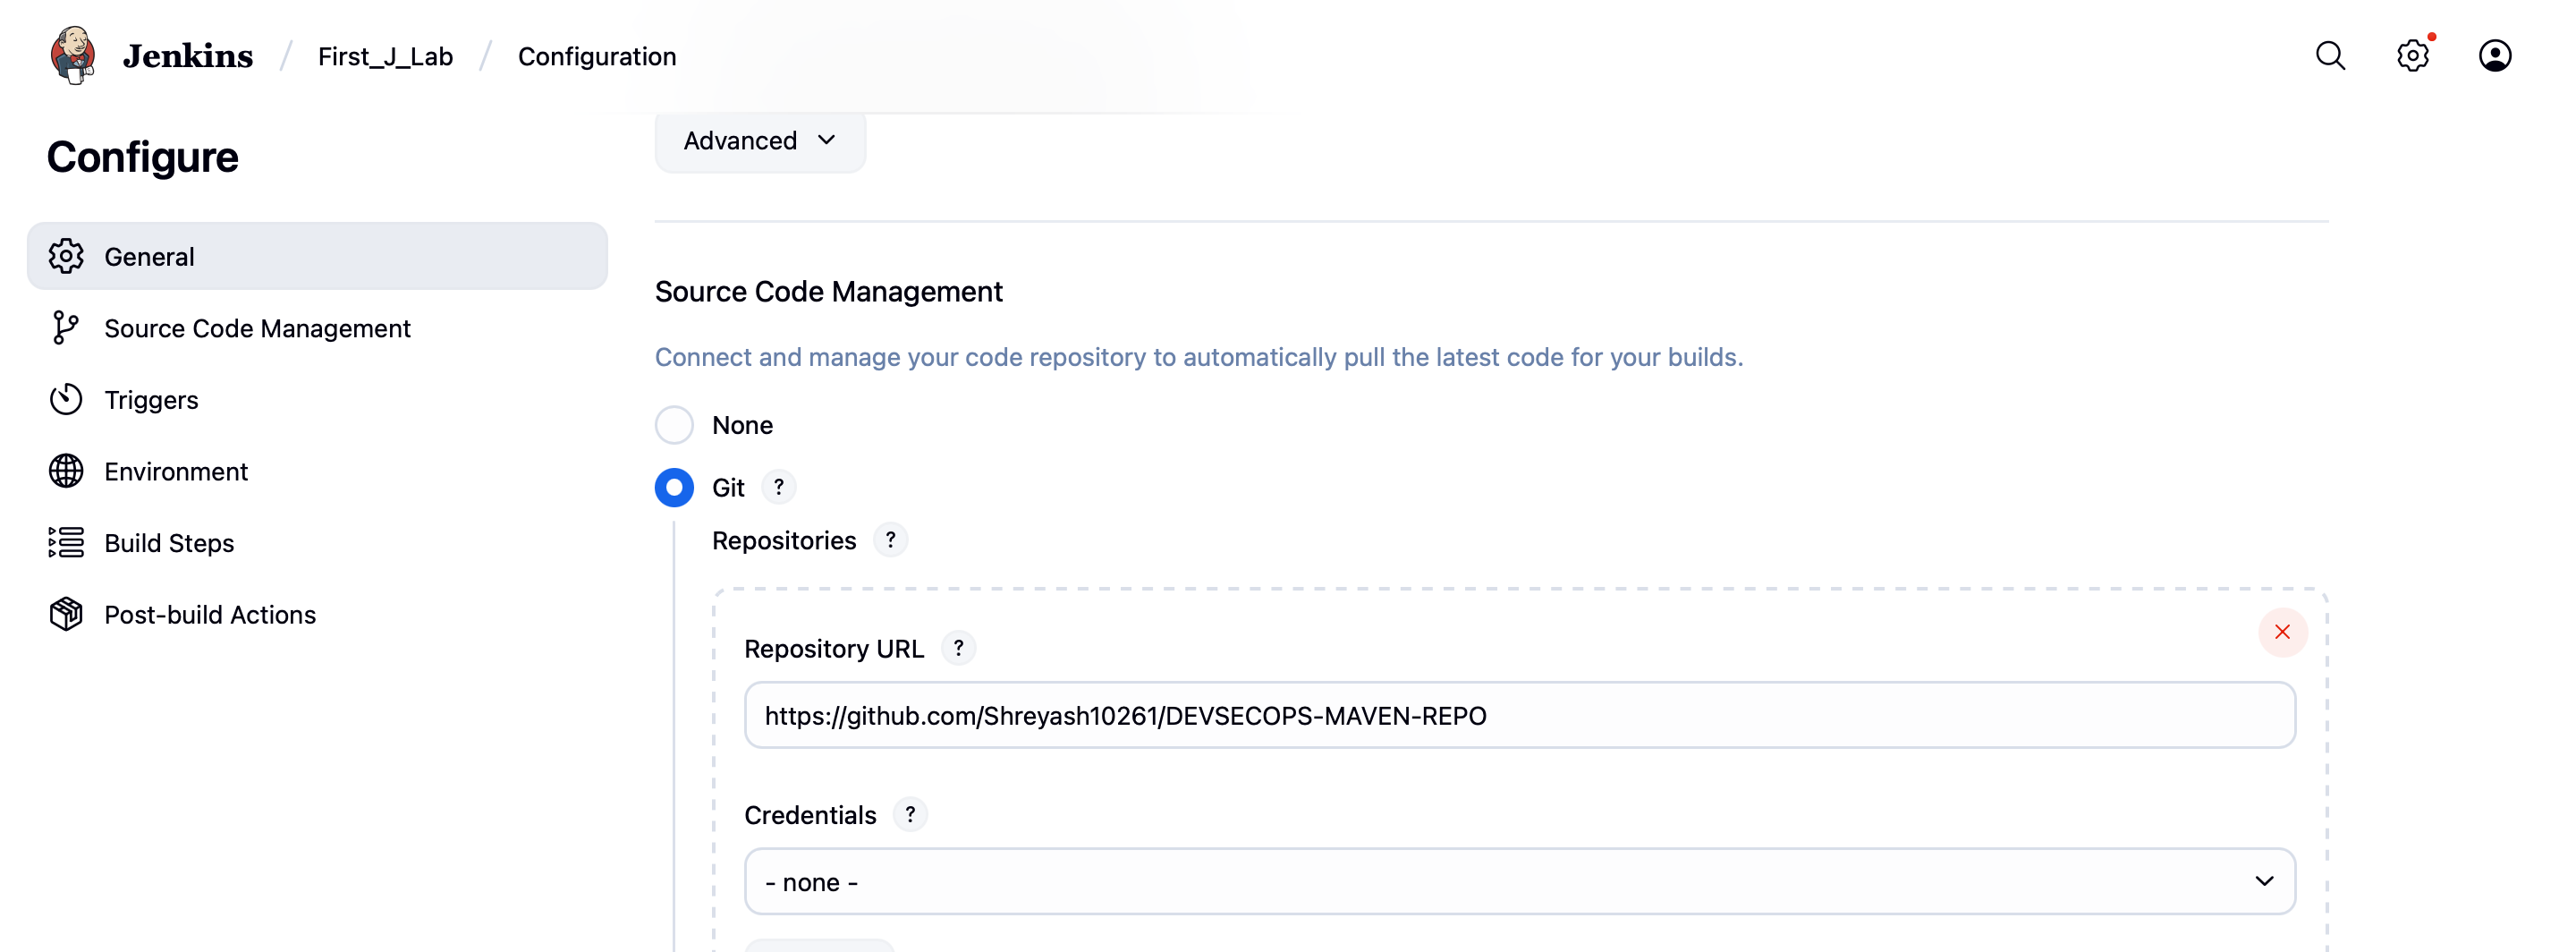 Jenkins / First_J_Lab / Configuration
Configure
General
Source Code Management
Triggers
Environment
Build Steps
Post-build Actions
Advanced
Source Code Management
Connect and manage your code repository to automatically pull the latest code for your builds.
None
Git ?
Repositories ?
Repository URL ?
https://github.com/Shreyash10261/DEVSECOPS-MAVEN-REPO
Credentials ?
- none -